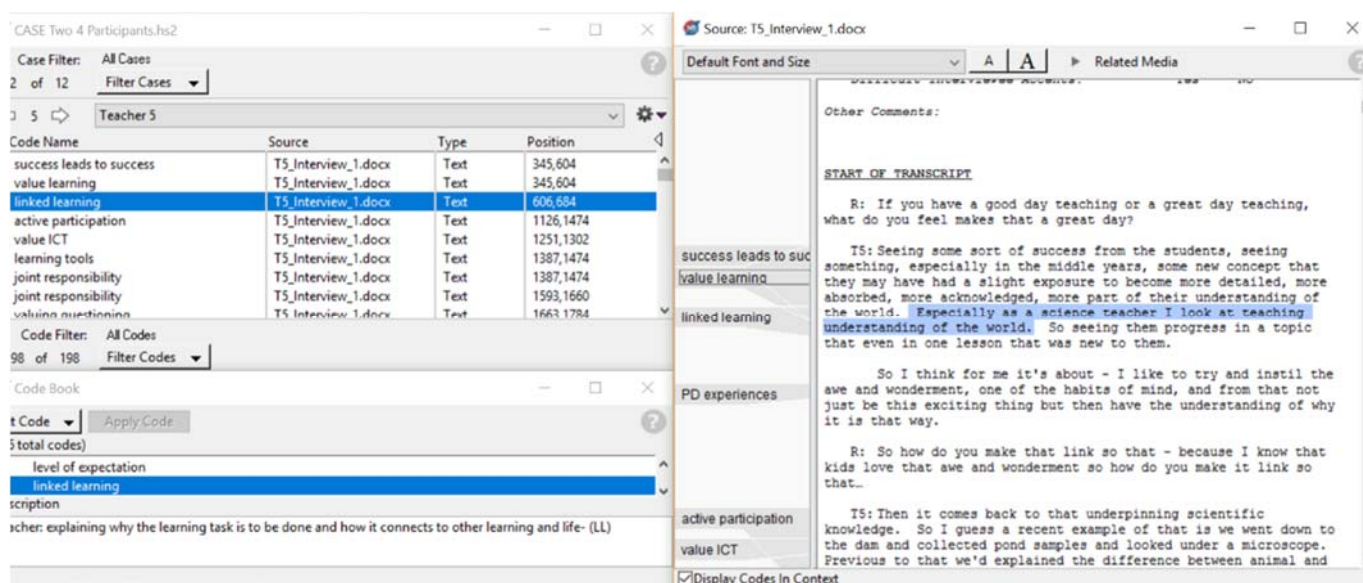 CASE Two 4 Participants.hs2
Case Filter: All Cases
2 of 12 Filter Cases
5 Teacher 5
Code Name Source Type Position
success leads to success T5_Interview_1.docx Text 345,604
value learning T5_Interview_1.docx Text 345,604
linked learning T5_Interview_1.docx Text 606,684
active participation T5_Interview_1.docx Text 1126,1474
value ICT T5_Interview_1.docx Text 1251,1302
learning tools T5_Interview_1.docx Text 1387,1474
joint responsibility T5_Interview_1.docx Text 1387,1474
joint responsibility T5_Interview_1.docx Text 1593,1660
valuing questioning T5_Interview_1.docx Text 1663,1784
Code Filter: All Codes
98 of 198 Filter Codes
Code Book
t Code Apply Code
total codes)
level of expectation
linked learning
scription
acher: explaining why the learning task is to be done and how it connects to other learning and life- (LL)
Source: T5_Interview_1.docx
Default Font and Size A A Related Media
Other Comments:
START OF TRANSCRIPT
R: If you have a good day teaching or a great day teaching,
what do you feel makes that a great day?
T5: Seeing some sort of success from the students, seeing
something, especially in the middle years, some new concept that
they may have had a slight exposure to become more detailed, more
absorbed, more acknowledged, more part of their understanding of
the world. Especially as a science teacher I look at teaching
understanding of the world. So seeing them progress in a topic
that even in one lesson that was new to them.
So I think for me it's about - I like to try and instil the
awe and wonderment, one of the habits of mind, and from that not
just be this exciting thing but then have the understanding of why
it is that way.
R: So how do you make that link so that - because I know that
kids love that awe and wonderment so how do you make it link so
that…
T5: Then it comes back to that underpinning scientific
knowledge. So I guess a recent example of that is we went down to
the dam and collected pond samples and looked under a microscope.
Previous to that we'd explained the difference between animal and
success leads to suc
value learning
linked learning
PD experiences
active participation
value ICT
Display Codes In Context